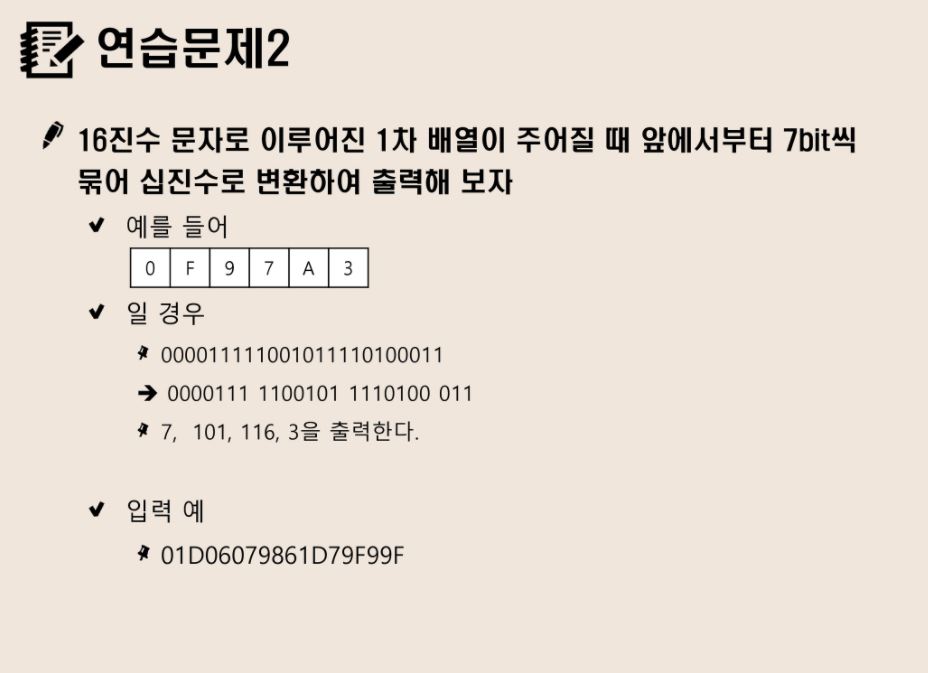 연습문제2
16진수 문자로 이루어진 1차 배열이 주어질 때 앞에서부터 7bit씩
묶어 십진수로 변환하여 출력해 보자
예를 들어
0 F 9 7 A 3
일 경우
000011111001011110100011
➔ 0000111 1100101 1110100 011
7, 101, 116, 3을 출력한다.
입력 예
01D06079861D79F99F